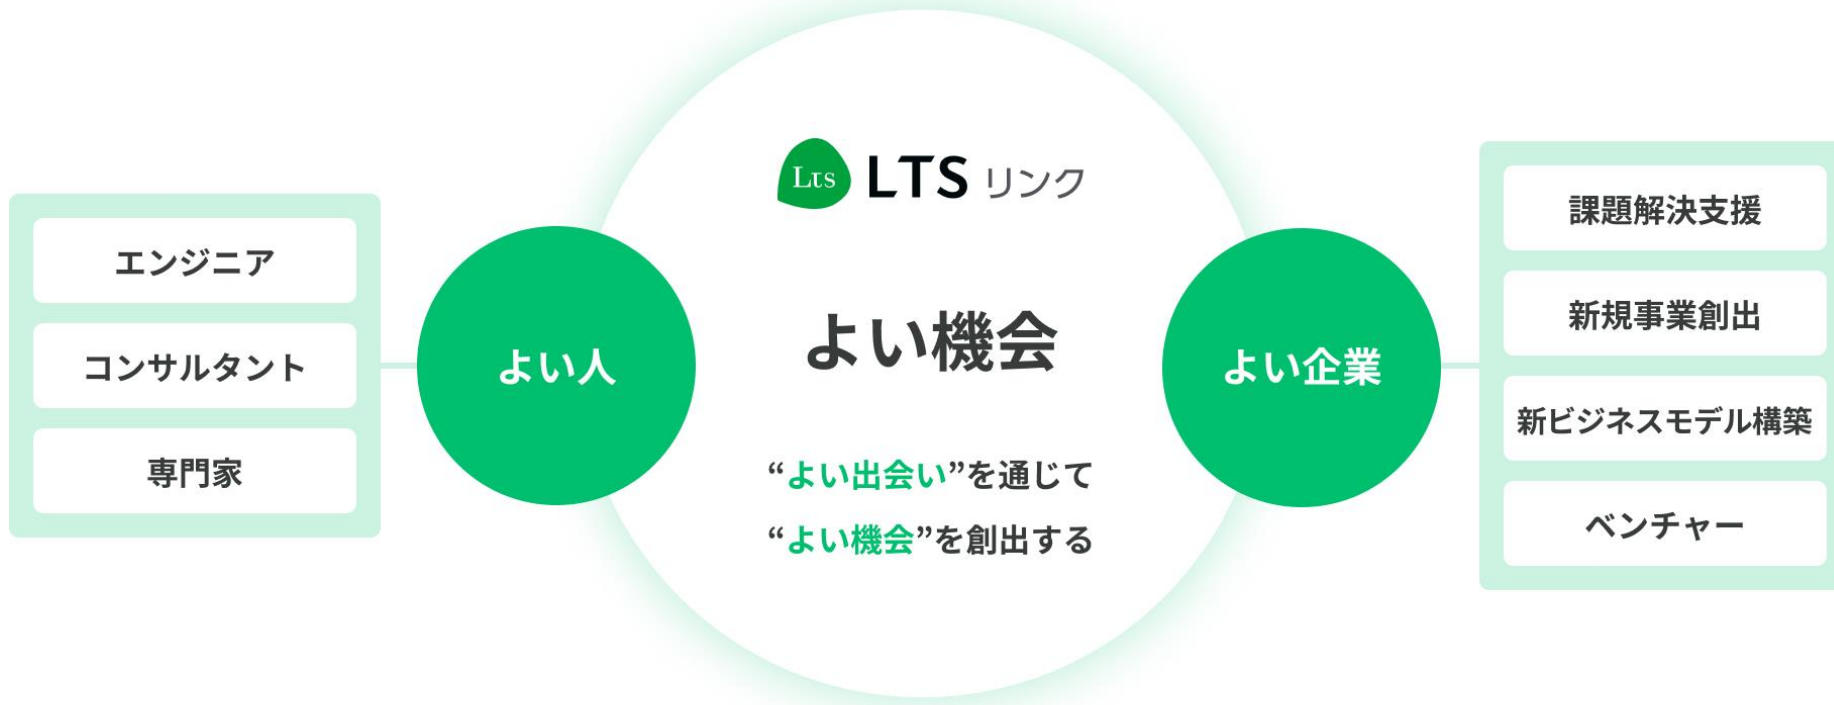 エンジニア
コンサルタント
専門家
よい人
Lts LTS リンク
よい機会
“よい出会い”を通じて
“よい機会”を創出する
よい企業
課題解決支援
新規事業創出
新ビジネスモデル構築
ベンチャー